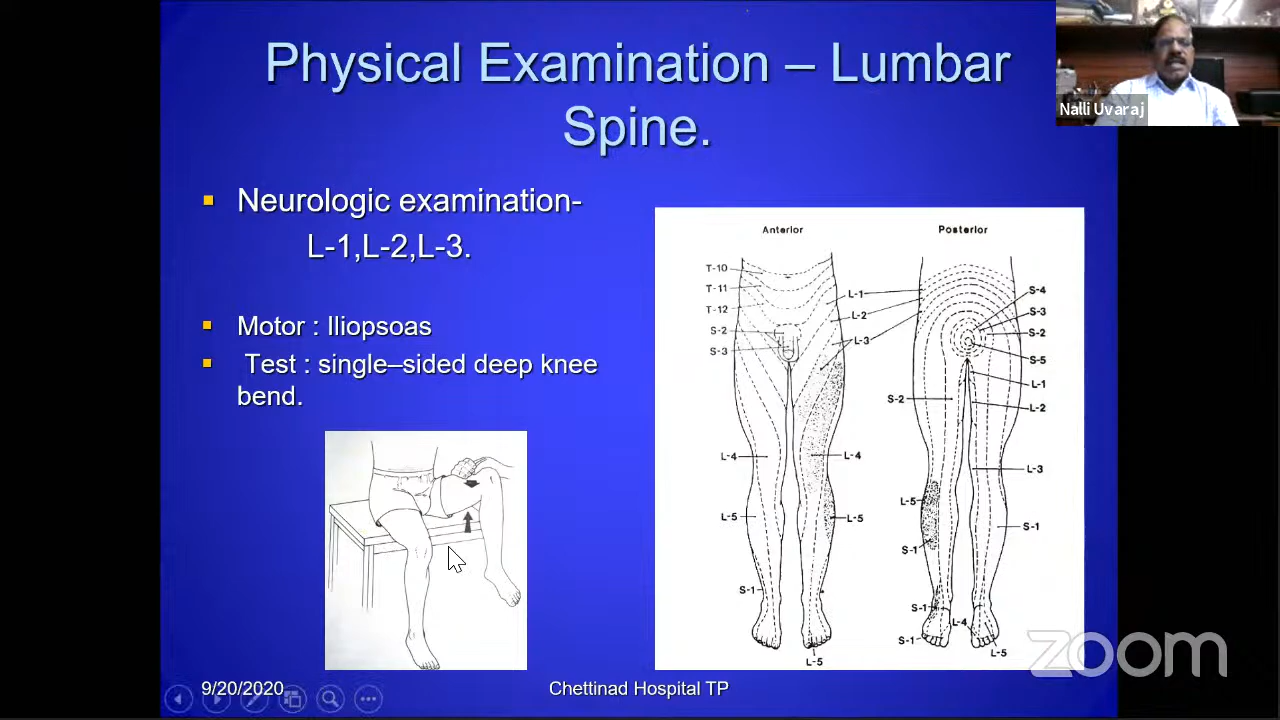 Physical Examination – Lumbar
Spine.
Nalli Uvaraj
▪ Neurologic examination-
L-1,L-2,L-3.
▪ Motor : Iliopsoas
▪ Test : single–sided deep knee
bend.
Anterior
Posterior
T-10
T-11
T-12
S-2
S-3
L-1
L-2
L-3
L-4
L-4
L-5
L-5
S-1
L-5
S-4
S-3
S-2
S-5
L-1
L-2
S-2
L-3
L-5
S-1
S-1
S-1
L-4
S-1
L-5
zoom
9/20/2020
Chettinad Hospital TP